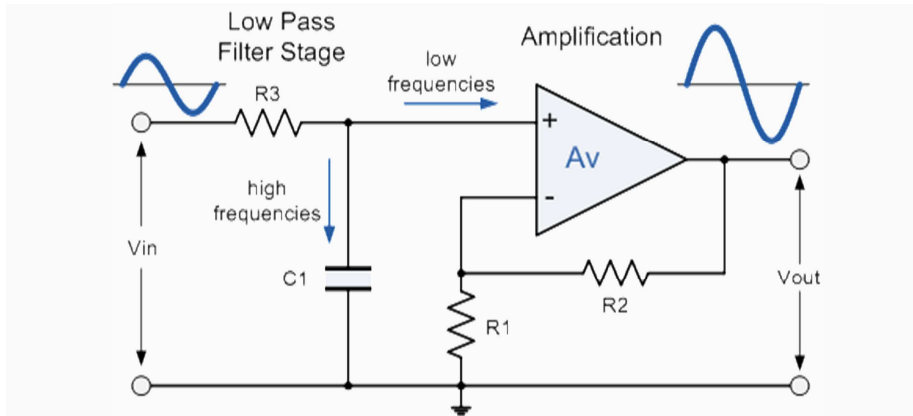 Low Pass
Filter Stage
Amplification
low
frequencies
R3
+
Av
-
high
frequencies
Vin
C1
R2
Vout
R1